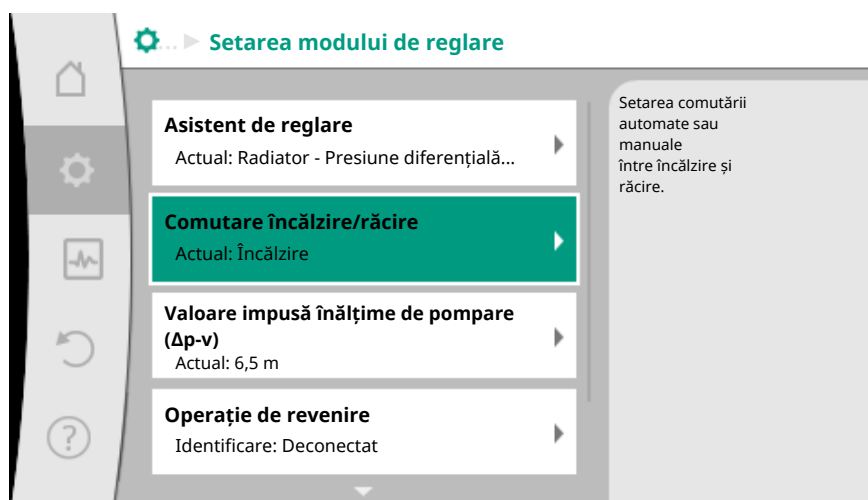 ... ▶ Setarea modului de reglare
Asistent de reglare
Actual: Radiator - Presiune diferențială...
Comutare încălzire/răcire
Actual: Încălzire
Valoare impusă înălțime de pompare
(Δp-v)
Actual: 6,5 m
Operație de revenire
Identificare: Deconectat
Setarea comutării
automate sau
manuale
între încălzire și
răcire.
?